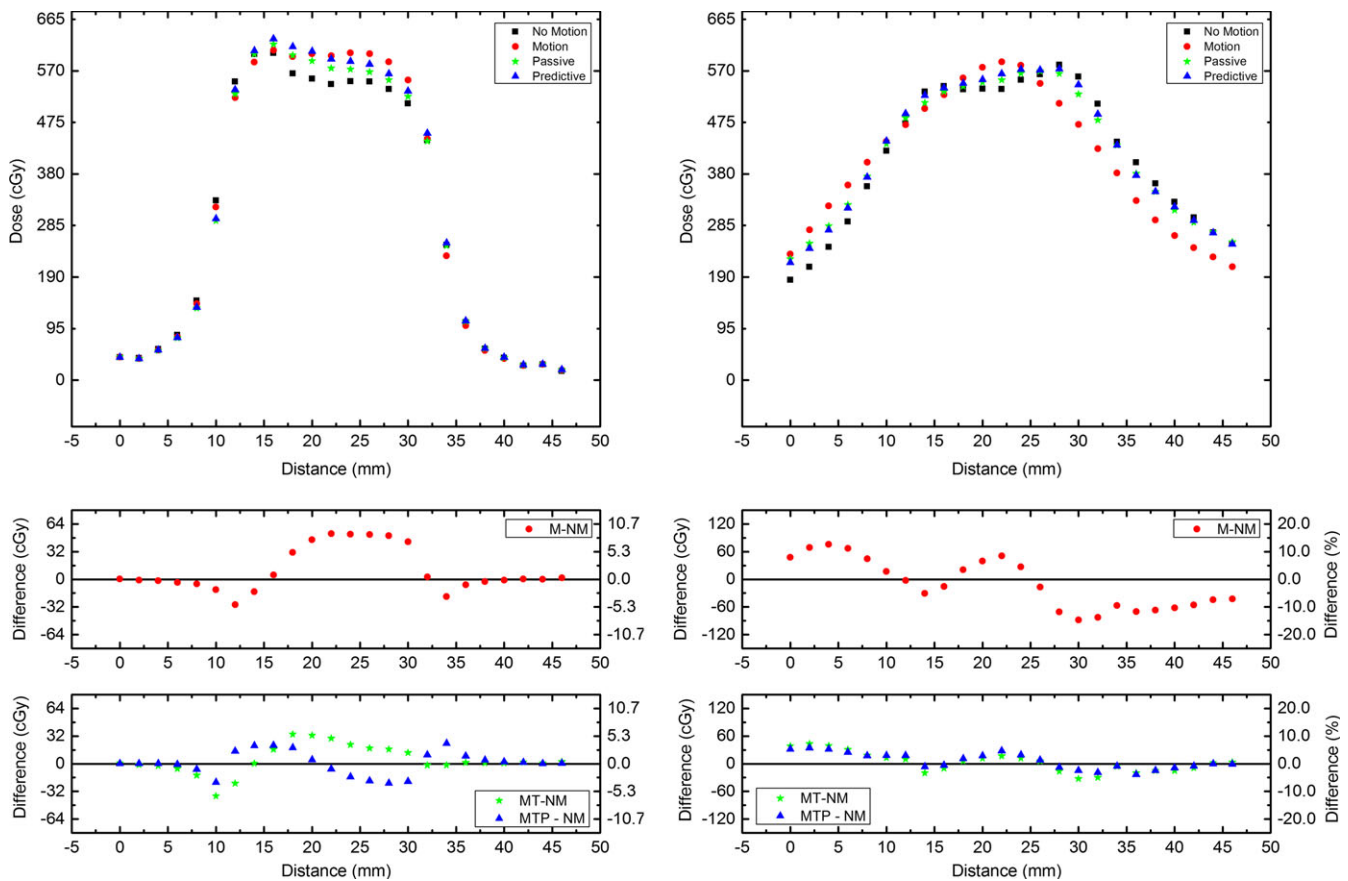 665
570
475
380
285
190
95
0
Dose (cGy)
No Motion
Motion
Passive
Predictive
-5 0 5 10 15 20 25 30 35 40 45 50
Distance (mm)
665
570
475
380
285
190
95
0
Dose (cGy)
No Motion
Motion
Passive
Predictive
-5 0 5 10 15 20 25 30 35 40 45 50
Distance (mm)
64
32
0
-32
-64
Difference (cGy)
M-NM
10.7
5.3
0.0
-5.3
-10.7
-5 0 5 10 15 20 25 30 35 40 45 50
120
60
0
-60
-120
Difference (cGy)
M-NM
20.0
10.0
0.0
-10.0
-20.0
Difference (%)
-5 0 5 10 15 20 25 30 35 40 45 50
64
32
0
-32
-64
Difference (cGy)
MT-NM
MTP - NM
10.7
5.3
0.0
-5.3
-10.7
-5 0 5 10 15 20 25 30 35 40 45 50
Distance (mm)
120
60
0
-60
-120
Difference (cGy)
MT-NM
MTP - NM
20.0
10.0
0.0
-10.0
-20.0
Difference (%)
-5 0 5 10 15 20 25 30 35 40 45 50
Distance (mm)